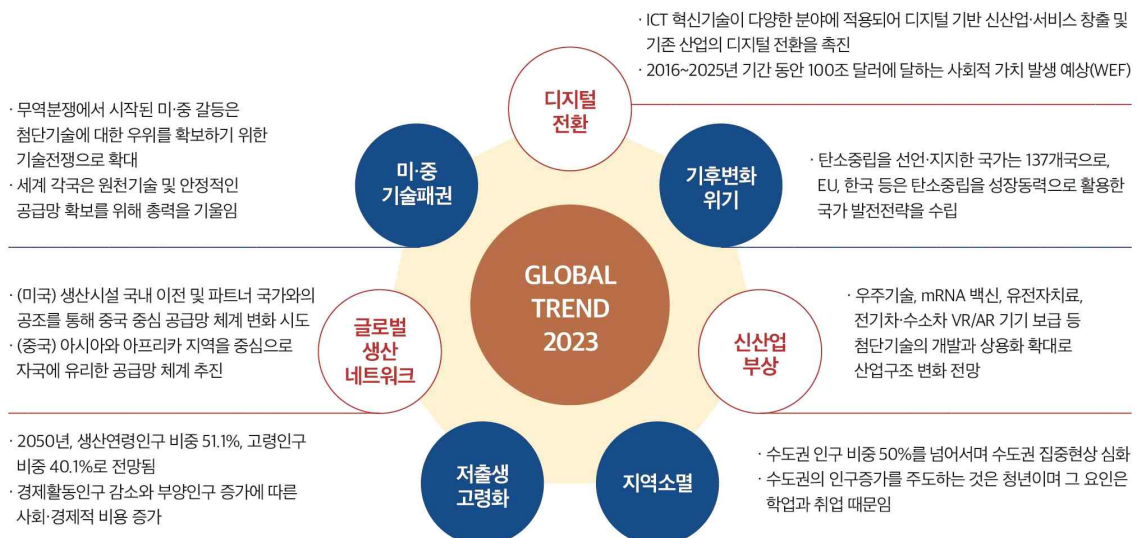 · ICT 혁신기술이 다양한 분야에 적용되어 디지털 기반 신산업·서비스 창출 및
기존 산업의 디지털 전환을 촉진
· 2016~2025년 기간 동안 100조 달러에 달하는 사회적 가치 발생 예상(WEF)
디지털
전환
· 무역분쟁에서 시작된 미·중 갈등은
첨단기술에 대한 우위를 확보하기 위한
기술전쟁으로 확대
· 세계 각국은 원천기술 및 안정적인
공급망 확보를 위해 총력을 기울임
미·중
기술패권
기후변화
위기
· 탄소중립을 선언·지지한 국가는 137개국으로,
EU, 한국 등은 탄소중립을 성장동력으로 활용한
국가 발전전략을 수립
GLOBAL
TREND
2023
· (미국) 생산시설 국내 이전 및 파트너 국가와의
공조를 통해 중국 중심 공급망 체계 변화 시도
· (중국) 아시아와 아프리카 지역을 중심으로
자국에 유리한 공급망 체계 추진
글로벌
생산
네트워크
신산업
부상
· 우주기술, mRNA 백신, 유전자치료,
전기차·수소차 VR/AR 기기 보급 등
첨단기술의 개발과 상용화 확대로
산업구조 변화 전망
· 2050년, 생산연령인구 비중 51.1%, 고령인구
비중 40.1%로 전망됨
· 경제활동인구 감소와 부양인구 증가에 따른
사회·경제적 비용 증가
저출생
고령화
지역소멸
· 수도권 인구 비중 50%를 넘어서며 수도권 집중현상 심화
· 수도권의 인구증가를 주도하는 것은 청년이며 그 요인은
학업과 취업 때문임